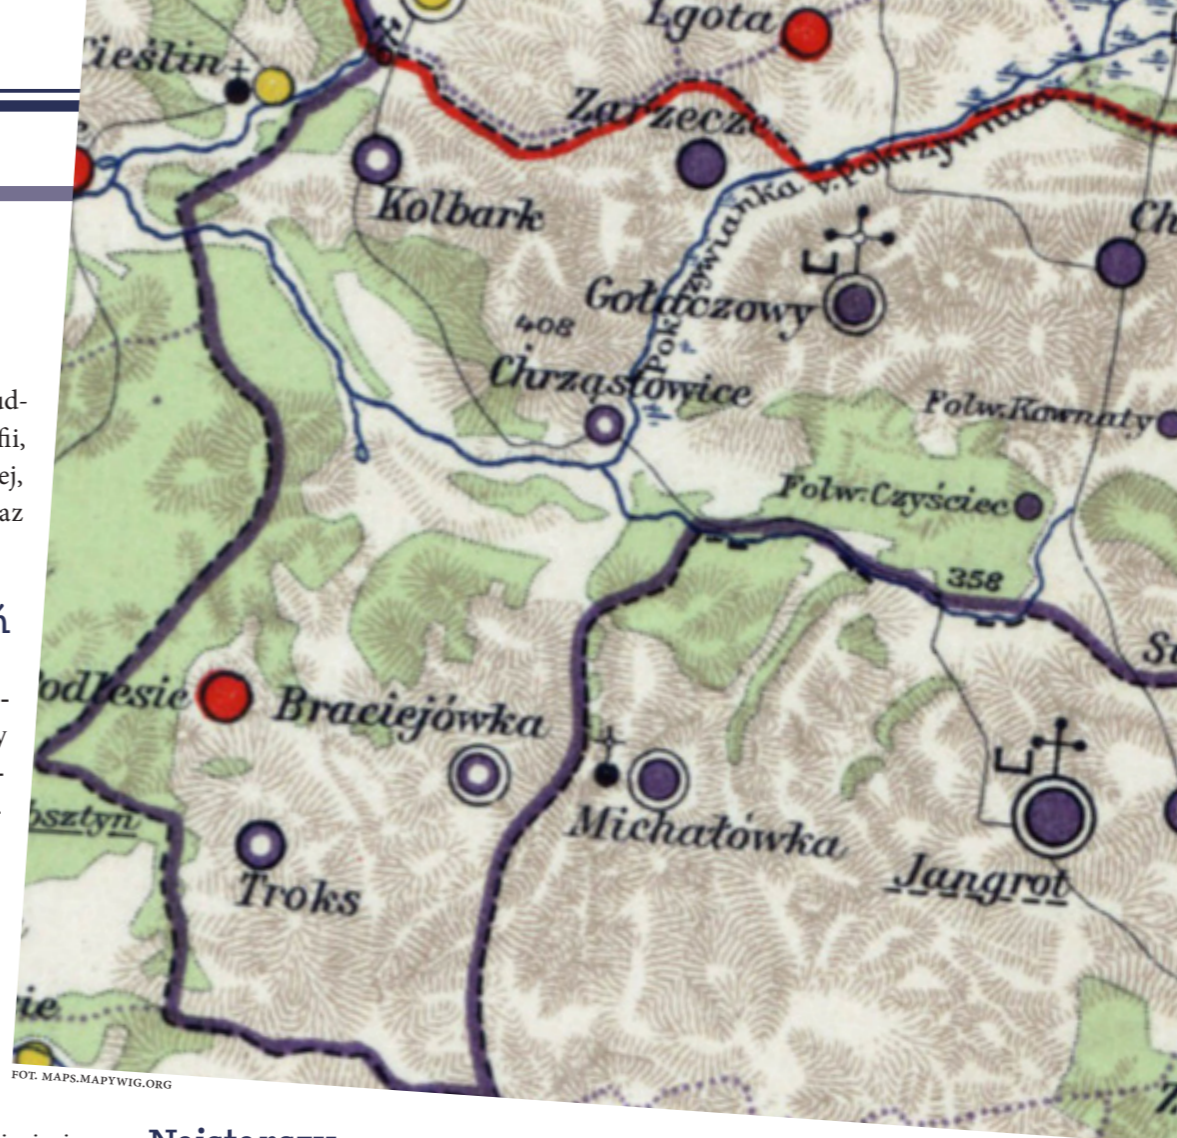 Cieślin
Lgota
Zarzecze
Kolbark
v. Pokrzywnica
Pokrzywianka
Gołaczowy
408
Chrząstowice
Folw. Kownaty
Folw. Czyściec
358
Podlesie
Braciejówka
Michałówka
Jangrot
Troks
FOT. MAPS.MAPYWIG.ORG